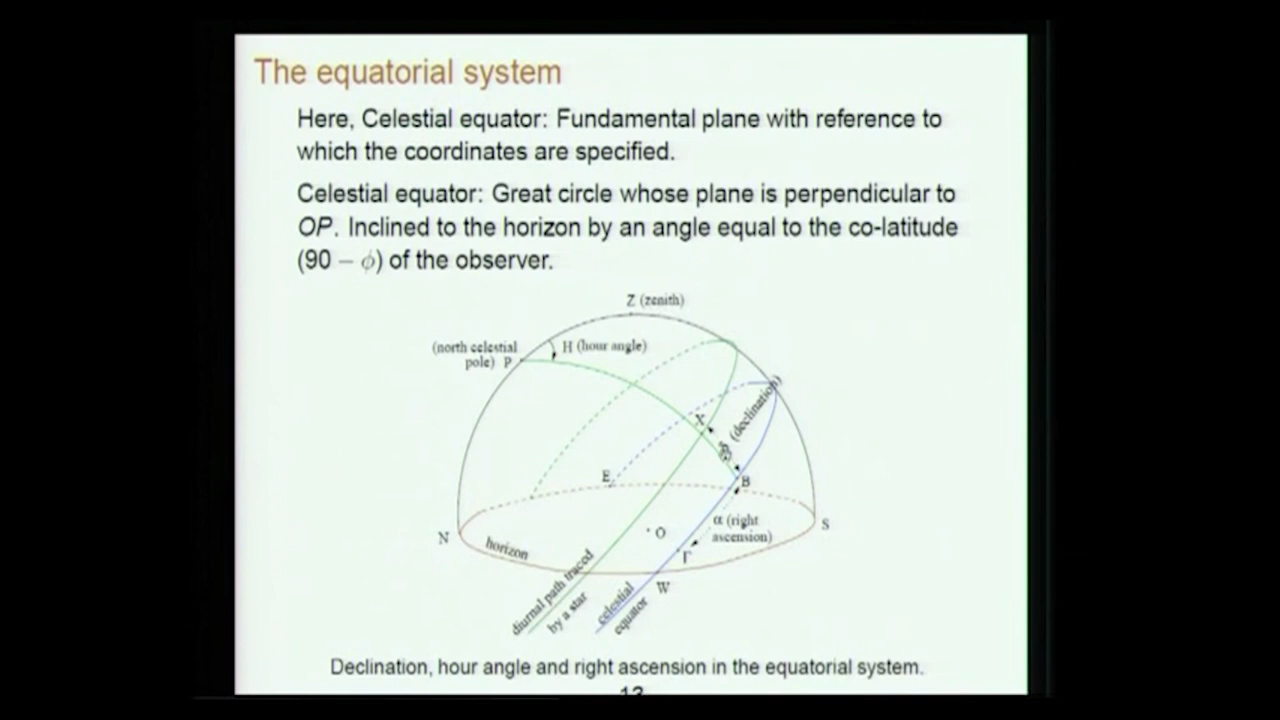 The equatorial system
Here, Celestial equator: Fundamental plane with reference to
which the coordinates are specified.
Celestial equator: Great circle whose plane is perpendicular to
OP. Inclined to the horizon by an angle equal to the co-latitude
(90 − ϕ) of the observer.
Z (zenith)
(north celestial
pole) P
H (hour angle)
X
δ (declination)
E
B
N
horizon
O
α (right
ascension)
S
Γ
W
diurnal path traced
by a star
celestial
equator
Declination, hour angle and right ascension in the equatorial system.
13